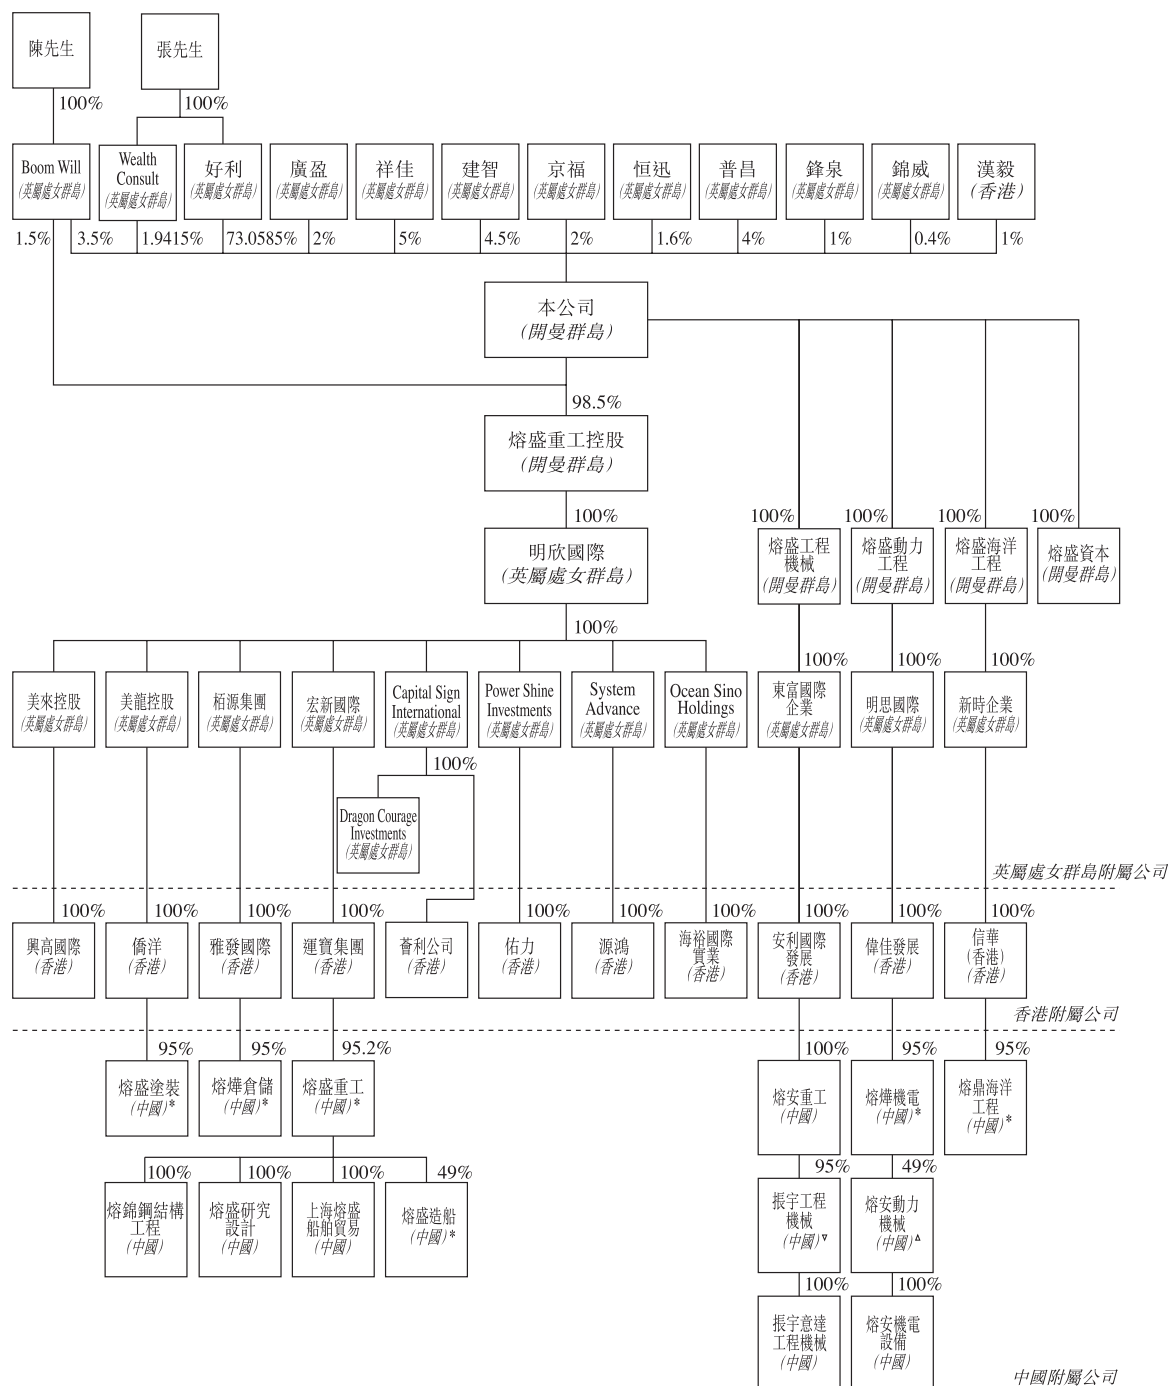 陳先生
張先生
100%
100%
Boom Will
(英屬處女群島)
Wealth
Consult
(英屬處女群島)
好利
(英屬處女群島)
廣盈
(英屬處女群島)
祥佳
(英屬處女群島)
建智
(英屬處女群島)
京福
(英屬處女群島)
恒迅
(英屬處女群島)
普昌
(英屬處女群島)
鋒泉
(英屬處女群島)
錦威
(英屬處女群島)
漢毅
(香港)
1.5%
3.5%
1.9415%
73.0585%
2%
5%
4.5%
2%
1.6%
4%
1%
0.4%
1%
本公司
(開曼群島)
98.5%
熔盛重工控股
(開曼群島)
100%
100%
100%
100%
100%
明欣國際
(英屬處女群島)
熔盛工程
機械
(開曼群島)
熔盛動力
工程
(開曼群島)
熔盛海洋
工程
(開曼群島)
熔盛資本
(開曼群島)
100%
100%
100%
100%
美來控股
(英屬處女群島)
美龍控股
(英屬處女群島)
栢源集團
(英屬處女群島)
宏新國際
(英屬處女群島)
Capital Sign
International
(英屬處女群島)
Power Shine
Investments
(英屬處女群島)
System
Advance
(英屬處女群島)
Ocean Sino
Holdings
(英屬處女群島)
東富國際
企業
(英屬處女群島)
明思國際
(英屬處女群島)
新時企業
(英屬處女群島)
100%
Dragon Courage
Investments
(英屬處女群島)
英屬處女群島附屬公司
100%
100%
100%
100%
100%
100%
100%
100%
100%
100%
興高國際
(香港)
僑洋
(香港)
雅發國際
(香港)
運寶集團
(香港)
薈利公司
(香港)
佑力
(香港)
源鴻
(香港)
海裕國際
實業
(香港)
安利國際
發展
(香港)
偉佳發展
(香港)
信華
(香港)
(香港)
香港附屬公司
95%
95%
95.2%
100%
95%
95%
熔盛塗裝
(中國)*
熔燁倉儲
(中國)*
熔盛重工
(中國)*
熔安重工
(中國)
熔燁機電
(中國)*
熔鼎海洋
工程
(中國)*
100%
100%
100%
49%
95%
49%
熔錦鋼結構
工程
(中國)
熔盛研究
設計
(中國)
上海熔盛
船舶貿易
(中國)
熔盛造船
(中國)*
振宇工程
機械
(中國)▿
熔安動力
機械
(中國)▵
100%
100%
振宇意達
工程機械
(中國)
熔安機電
設備
(中國)
中國附屬公司